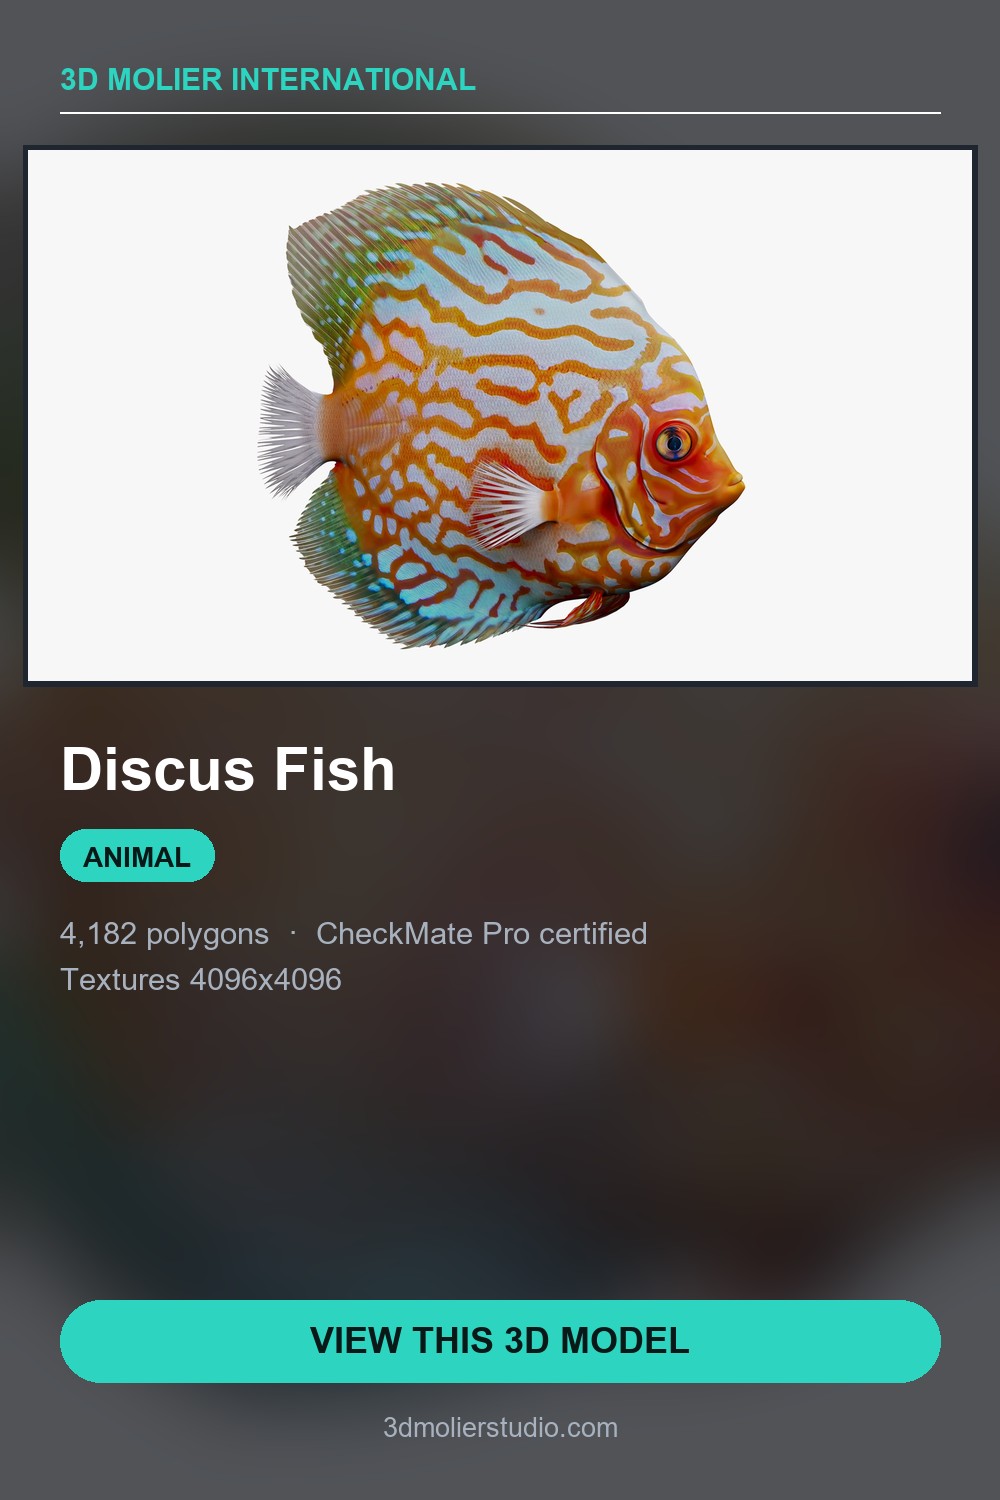 3D MOLIER INTERNATIONAL
Discus Fish
ANIMAL
4,182 polygons · CheckMate Pro certified
Textures 4096x4096
VIEW THIS 3D MODEL
3dmolierstudio.com